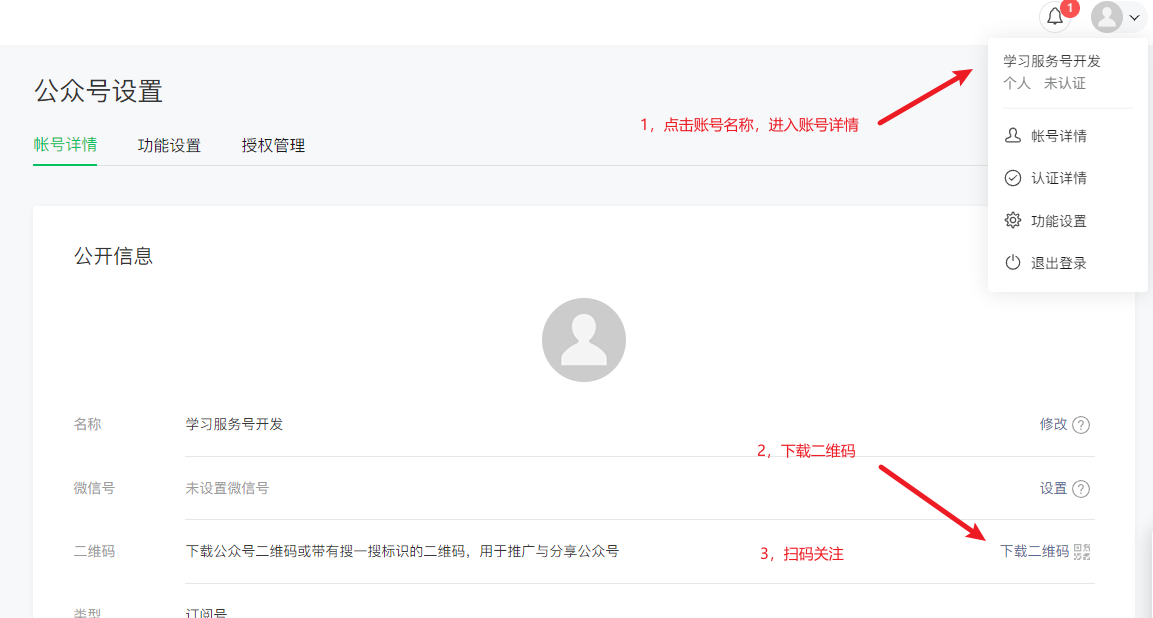 1
学习服务号开发
个人 未认证
公众号设置
1，点击账号名称，进入账号详情
帐号详情 功能设置 授权管理
帐号详情
认证详情
功能设置
退出登录
公开信息
名称 学习服务号开发 修改 ?
2，下载二维码
微信号 未设置微信号 设置 ?
二维码 下载公众号二维码或带有搜一搜标识的二维码，用于推广与分享公众号 下载二维码
3，扫码关注
类型 订阅号